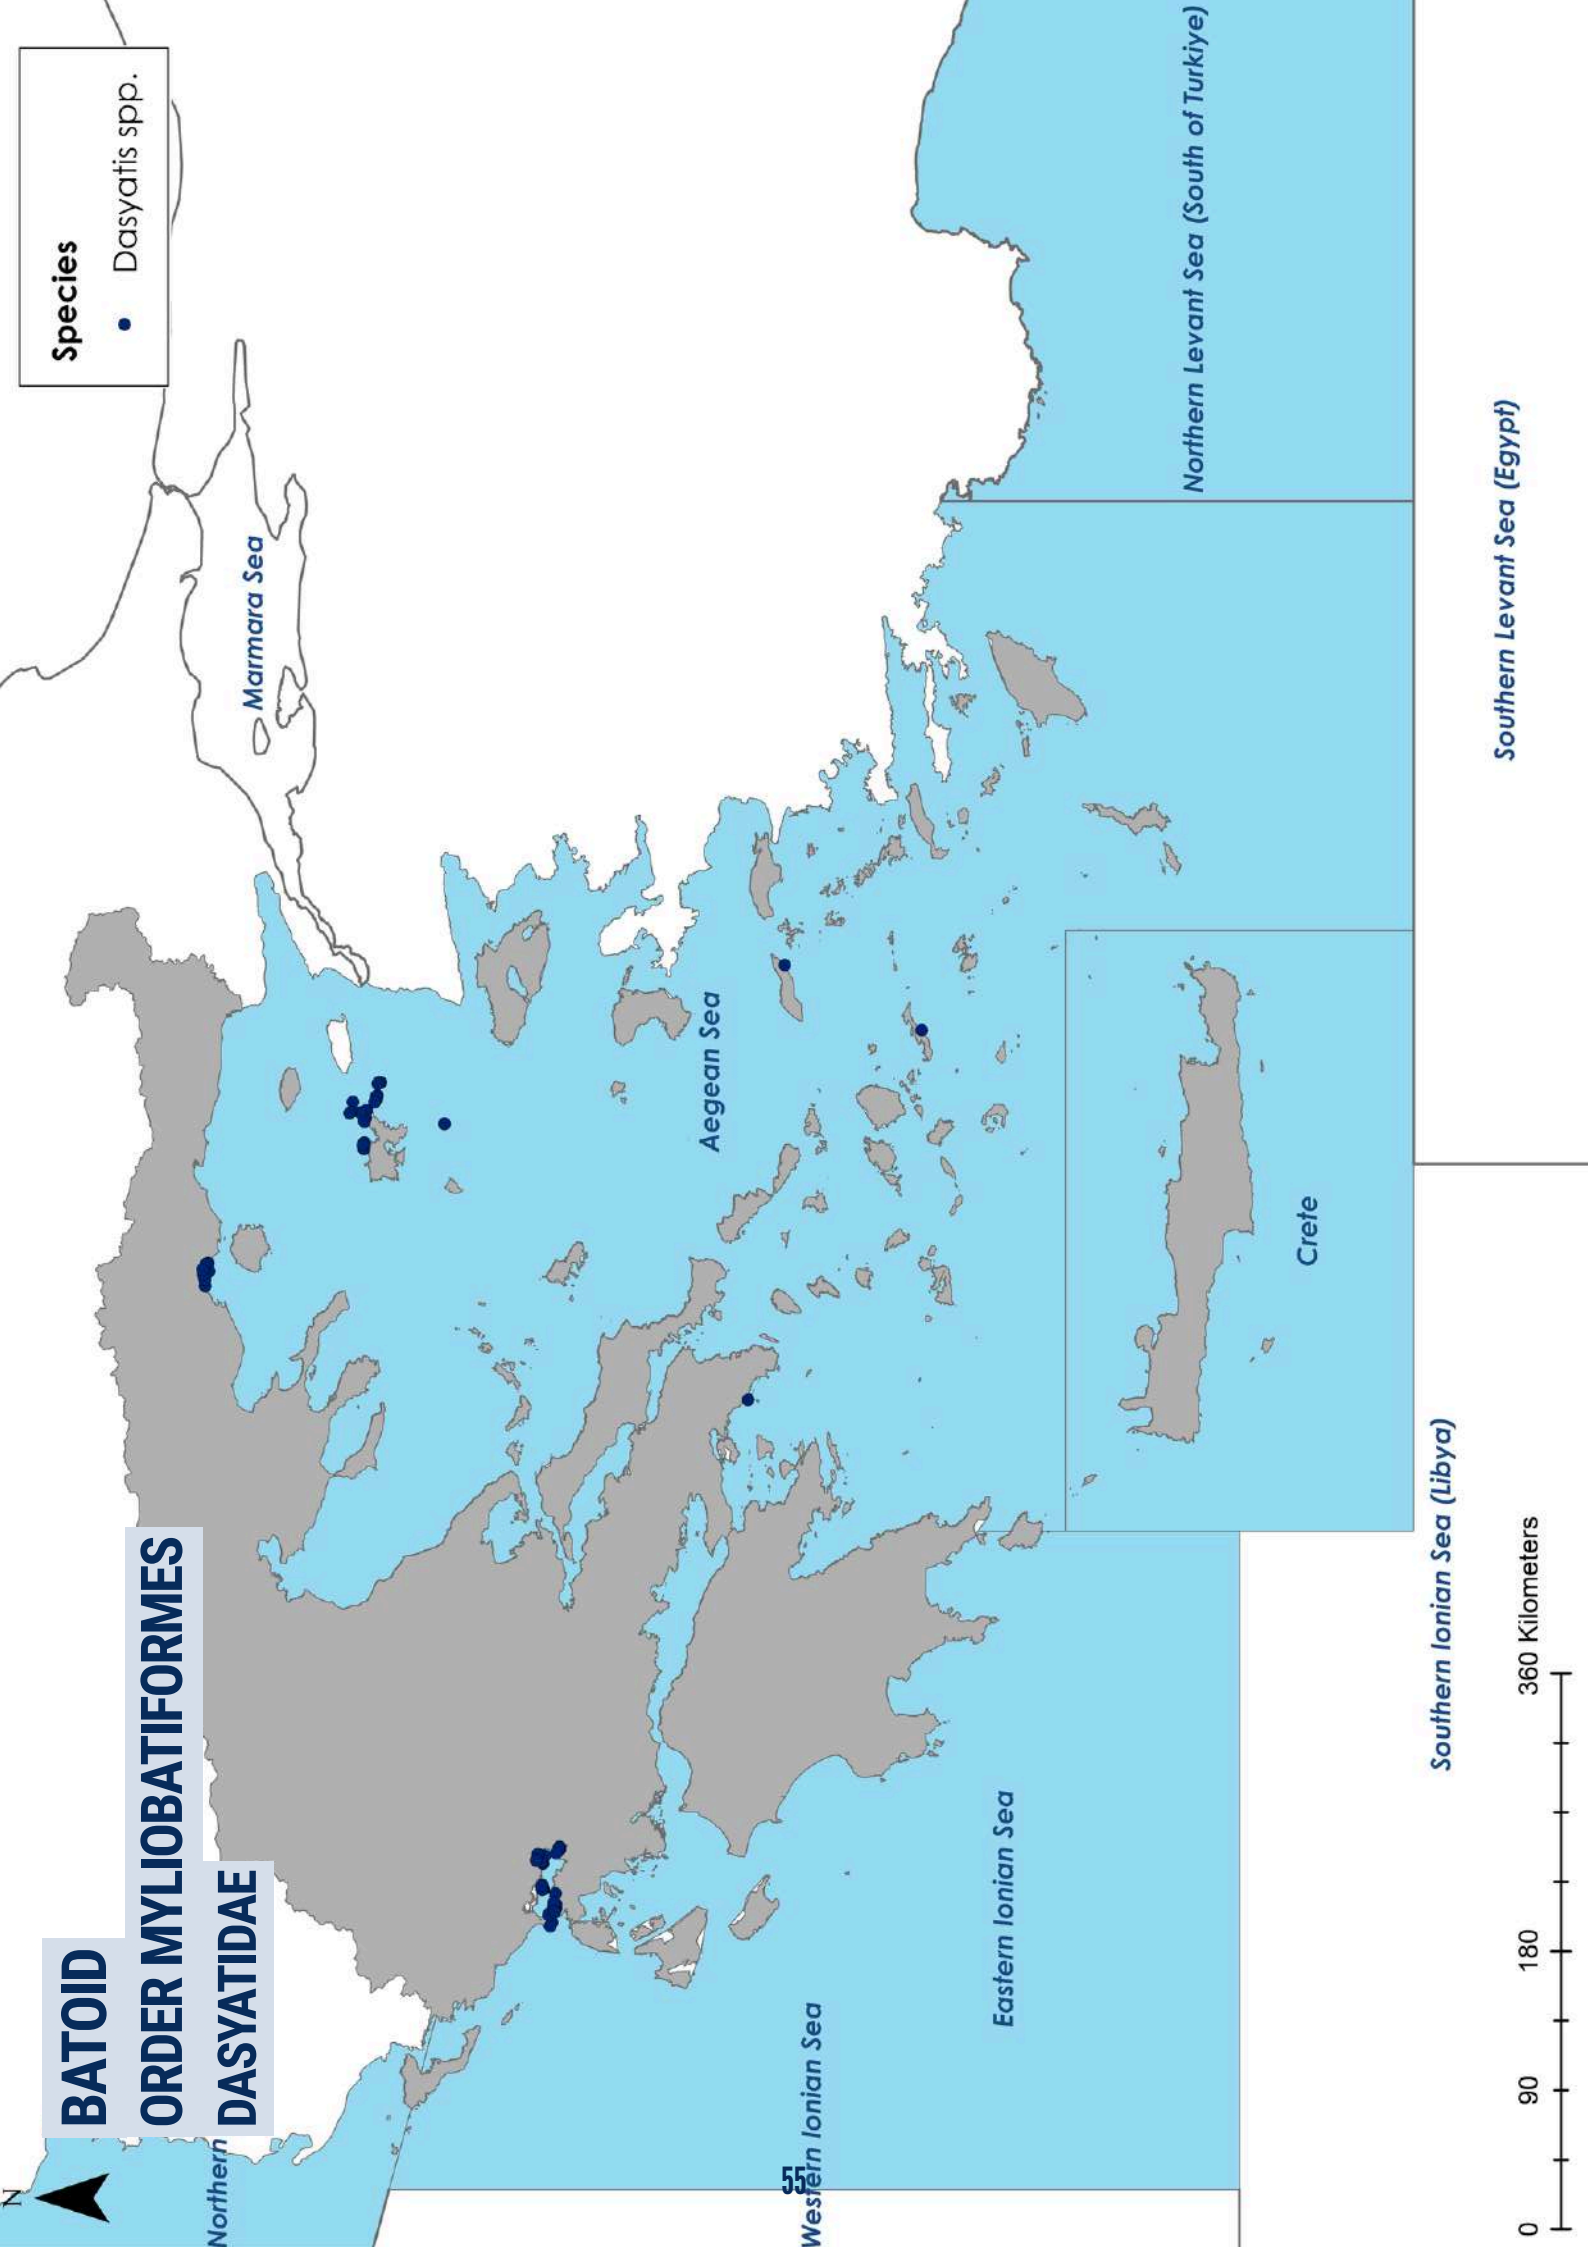 BATOID
ORDER MYLIOBATIFORMES
DASYATIDAE
N
Species
Dasyatis spp.
Northern
Marmara Sea
Aegean Sea
Western Ionian Sea
Eastern Ionian Sea
Crete
Northern Levant Sea (South of Turkiye)
Southern Ionian Sea (Libya)
Southern Levant Sea (Egypt)
0 90 180 360 Kilometers
55